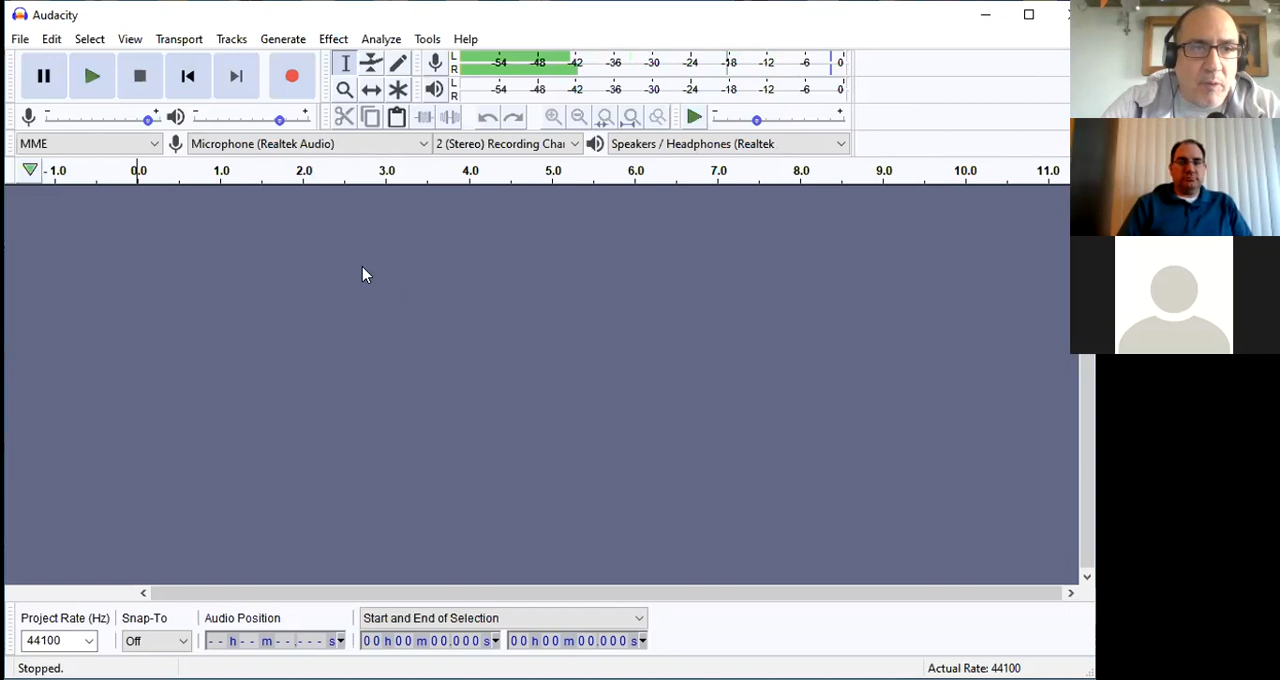 Audacity
File Edit Select View Transport Tracks Generate Effect Analyze Tools Help
L
R
-54 -48 -42 -36 -30 -24 -18 -12 -6 0
L
R
-54 -48 -42 -36 -30 -24 -18 -12 -6 0
MME Microphone (Realtek Audio) 2 (Stereo) Recording Chai Speakers / Headphones (Realtek
- 1.0 0.0 1.0 2.0 3.0 4.0 5.0 6.0 7.0 8.0 9.0 10.0 11.0
Project Rate (Hz) Snap-To Audio Position Start and End of Selection
44100 Off - - h - - m - - . - - - s 00 h 00 m 00.000 s 00 h 00 m 00.000 s
Stopped. Actual Rate: 44100